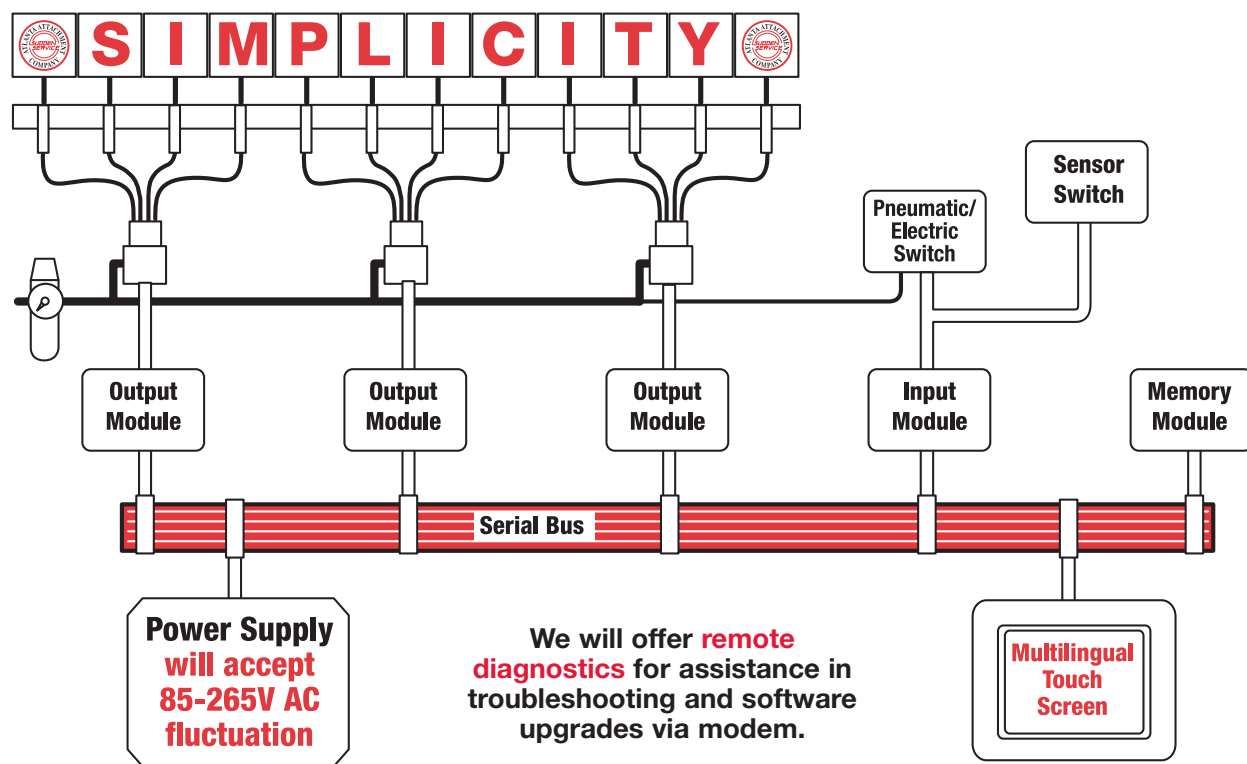 ATLANTA ATTACHMENT
SUDDEN
SERVICE
COMPANY
SIMPLICITY
ATLANTA ATTACHMENT
SUDDEN
SERVICE
COMPANY
Sensor
Switch
Pneumatic/
Electric
Switch
Output
Module
Output
Module
Output
Module
Input
Module
Memory
Module
Serial Bus
Power Supply
will accept
85-265V AC
fluctuation
We will offer remote
diagnostics for assistance in
troubleshooting and software
upgrades via modem.
Multilingual
Touch
Screen